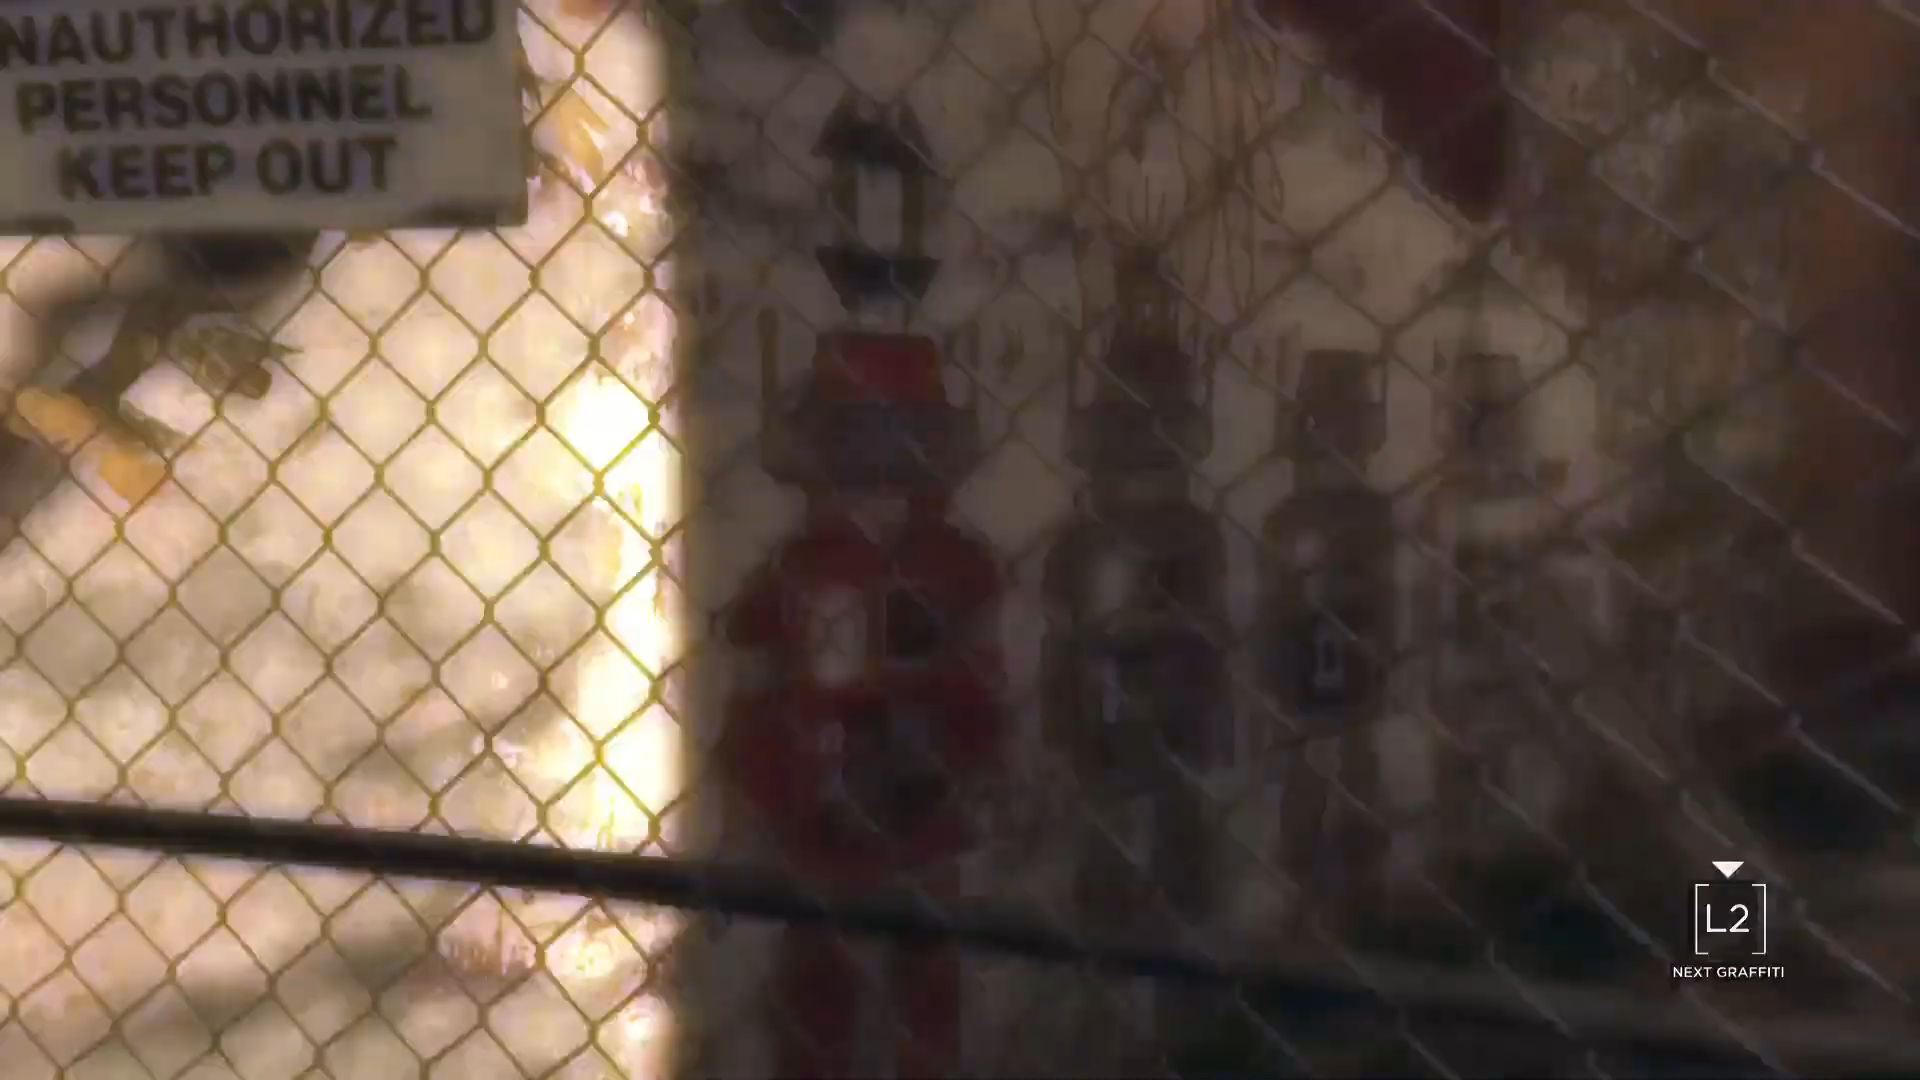 NAUTHORIZED
PERSONNEL
KEEP OUT
L2
NEXT GRAFFITI